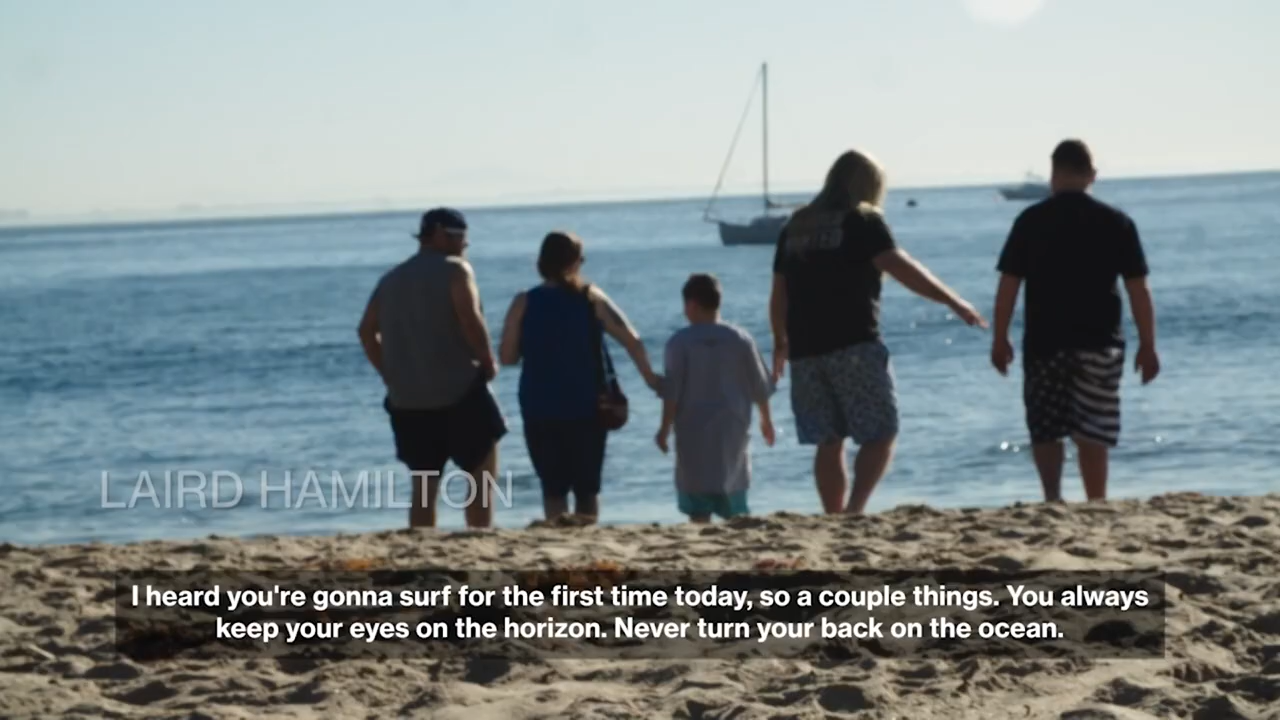 LAIRD HAMILTON
I heard you're gonna surf for the first time today, so a couple things. You always
keep your eyes on the horizon. Never turn your back on the ocean.